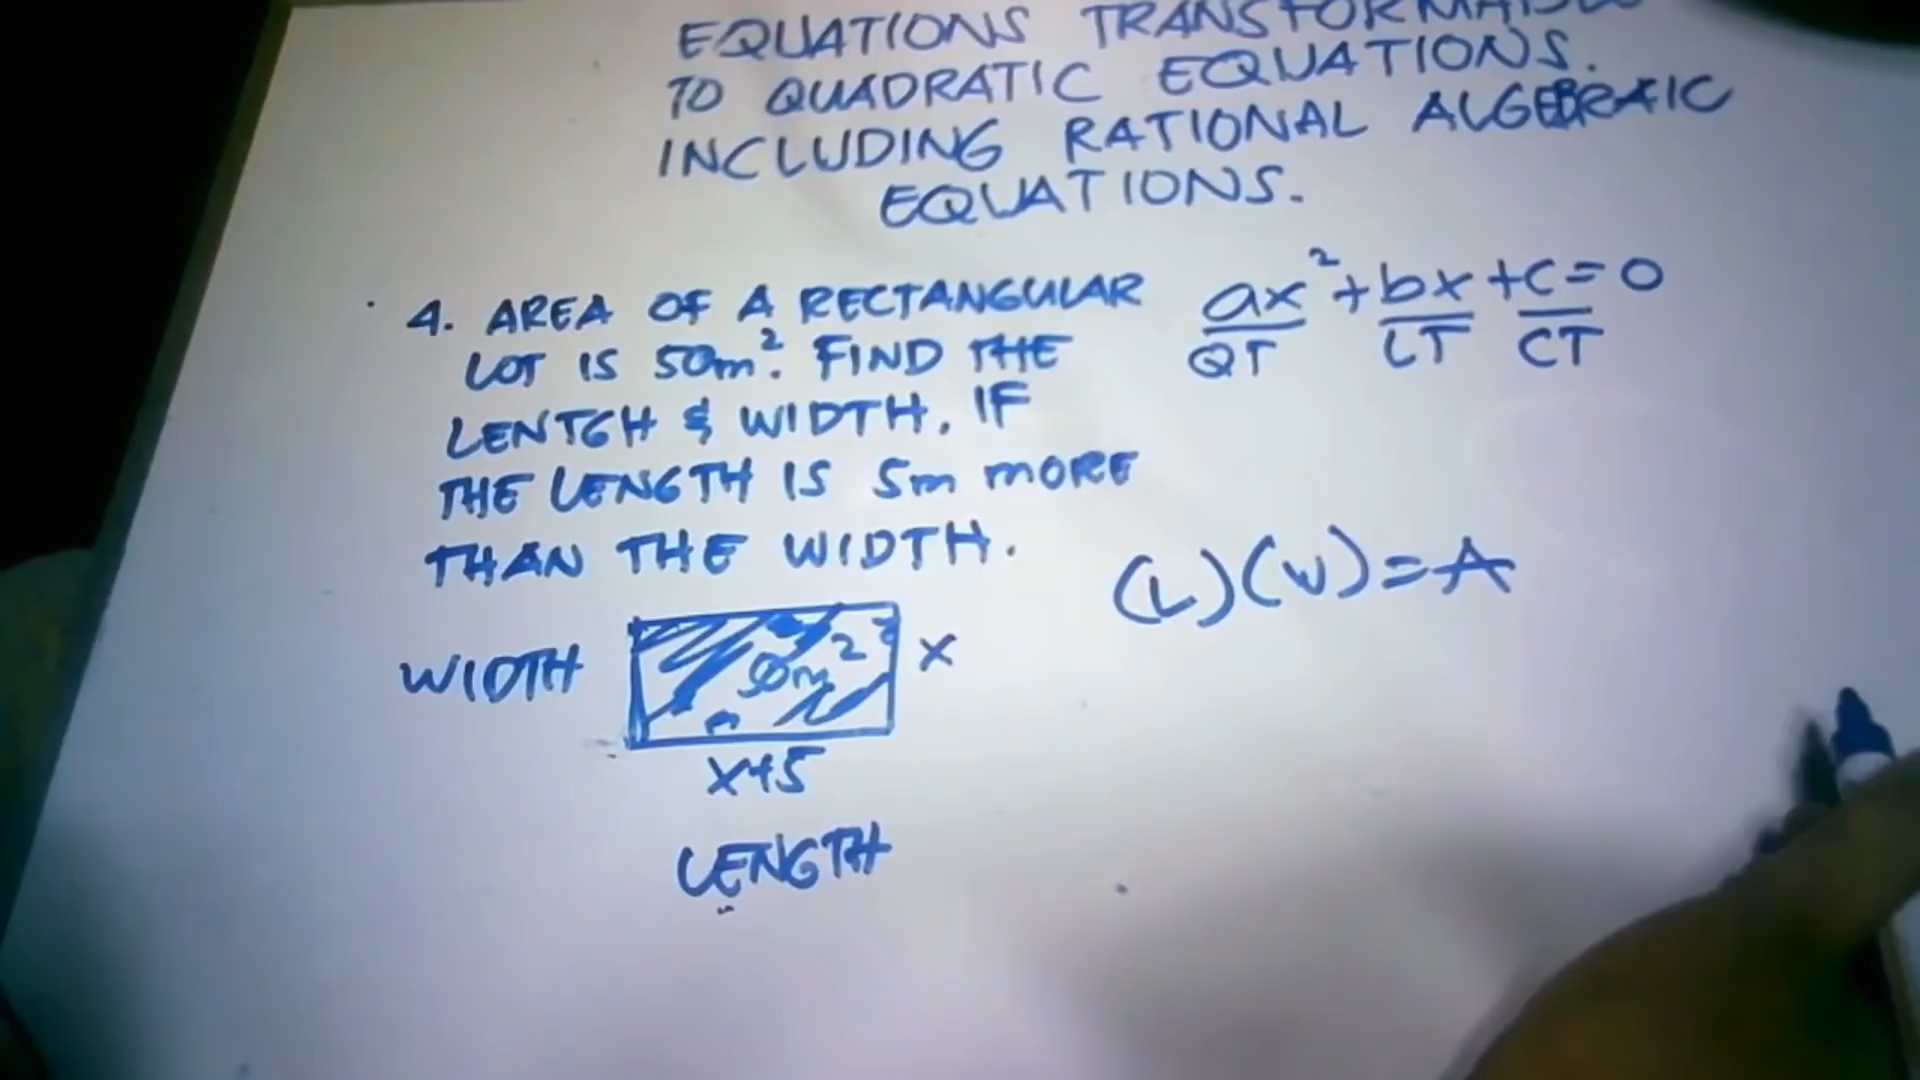 EQUATIONS
TO QUADRATIC EQUATIONS.
INCLUDING RATIONAL ALGEBRAIC
EQUATIONS.
4. AREA OF A RECTANGULAR
LOT IS 50m². FIND THE
LENTGH & WIDTH, IF
THE LENGTH IS 5m MORE
THAN THE WIDTH.
ax²+bx+c=0
QT LT CT
(L)(W)=A
WIDTH 50m² x
x+5
LENGTH